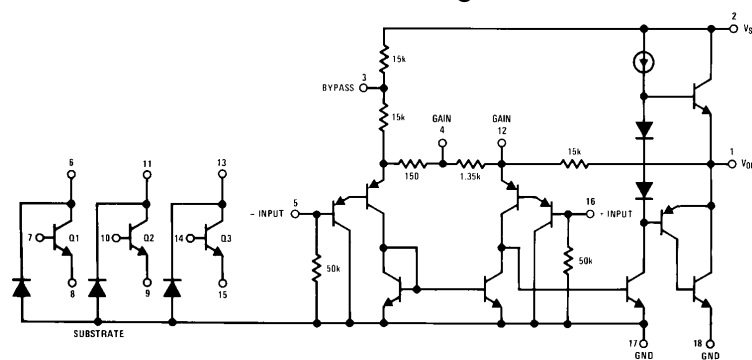 2
Vs
15k
3
BYPASS
15k
GAIN
4
GAIN
12
15k
1
150
1.35k
6
11
13
5
– INPUT
16
+ INPUT
7
Q1
10
Q2
14
Q3
50k
50k
8
9
15
SUBSTRATE
17
GND
18
GND